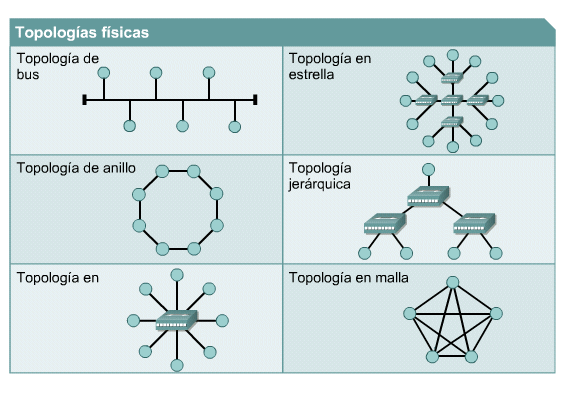 Topologías físicas
Topología de
bus
Topología en
estrella
Topología de anillo
Topología
jerárquica
Topología en
Topología en malla